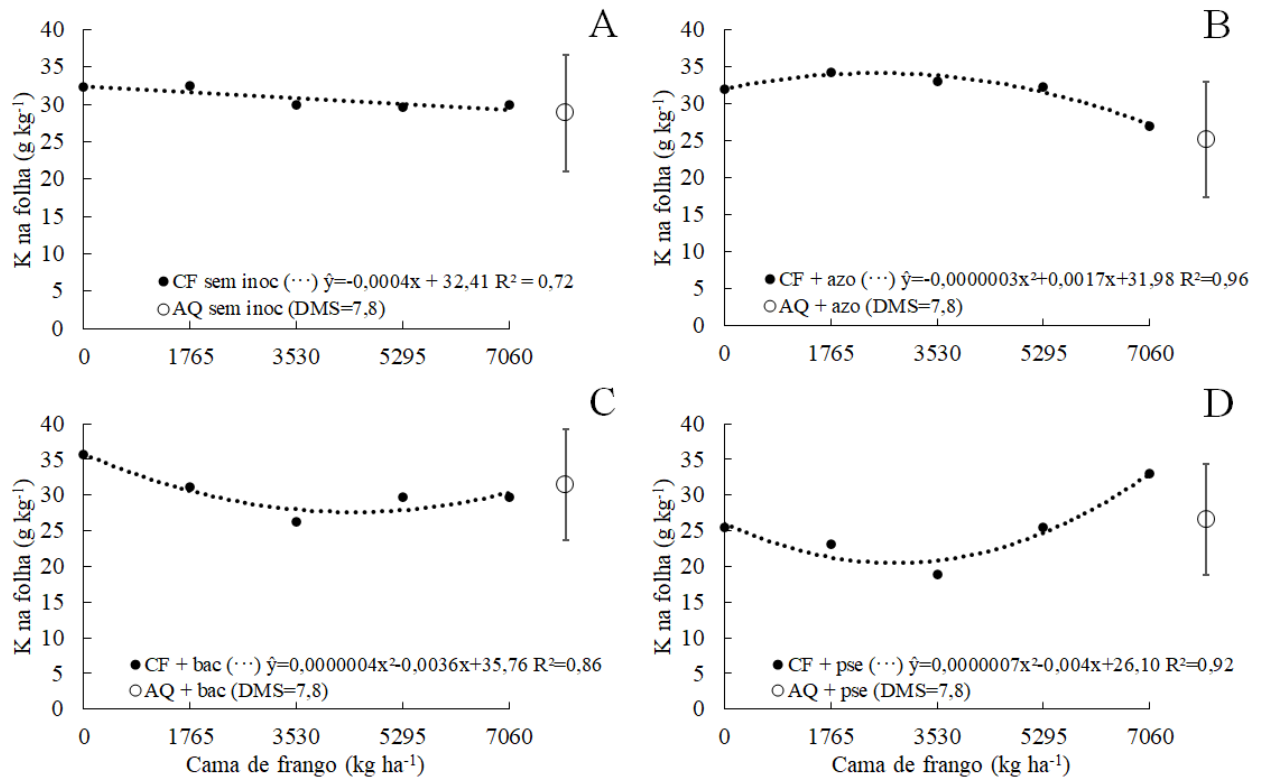 A
K na folha (g kg⁻¹)
40
35
30
25
20
15
10
5
0
● CF sem inoc (···) ŷ=-0,0004x + 32,41 R² = 0,72
○ AQ sem inoc (DMS=7,8)
0 1765 3530 5295 7060
B
K na folha (g kg⁻¹)
40
35
30
25
20
15
10
5
0
● CF + azo (···) ŷ=-0,0000003x²+0,0017x+31,98 R²=0,96
○ AQ + azo (DMS=7,8)
0 1765 3530 5295 7060
C
K na folha (g kg⁻¹)
40
35
30
25
20
15
10
5
0
● CF + bac (···) ŷ=0,0000004x²-0,0036x+35,76 R²=0,86
○ AQ + bac (DMS=7,8)
0 1765 3530 5295 7060
Cama de frango (kg ha⁻¹)
D
K na folha (g kg⁻¹)
40
35
30
25
20
15
10
5
0
● CF + pse (···) ŷ=0,0000007x²-0,004x+26,10 R²=0,92
○ AQ + pse (DMS=7,8)
0 1765 3530 5295 7060
Cama de frango (kg ha⁻¹)